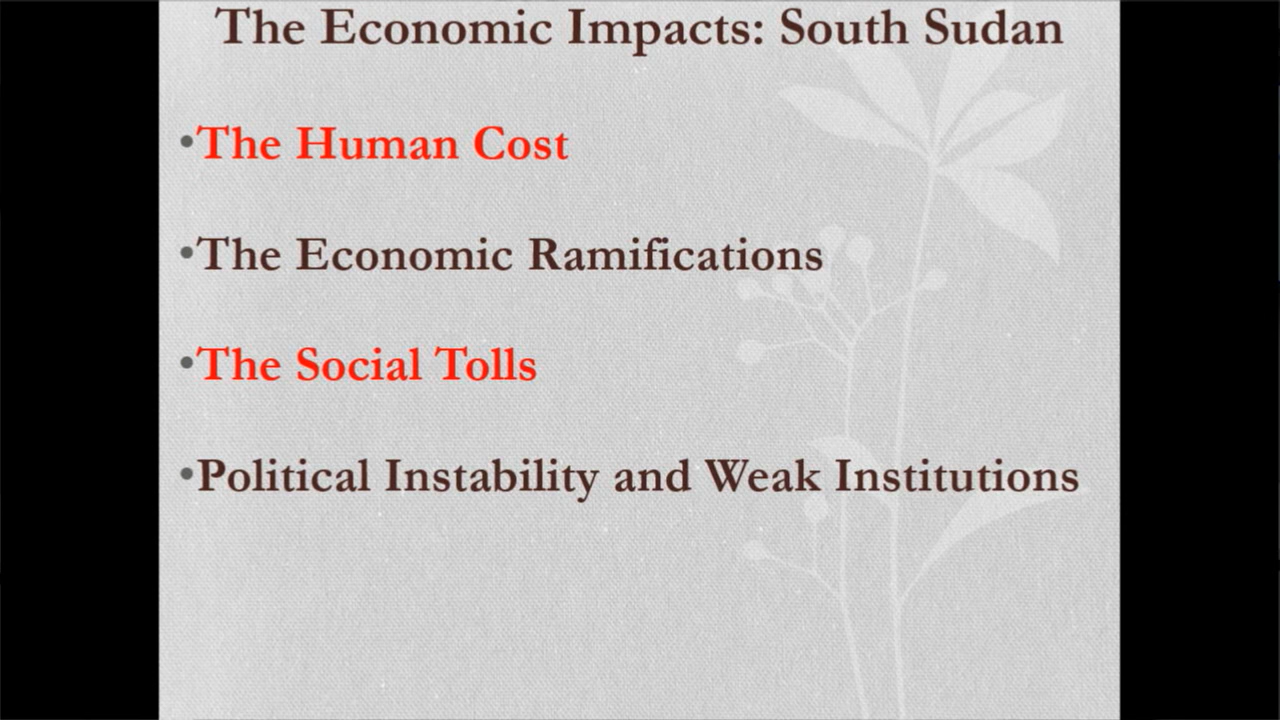 The Economic Impacts: South Sudan
•The Human Cost
•The Economic Ramifications
•The Social Tolls
•Political Instability and Weak Institutions